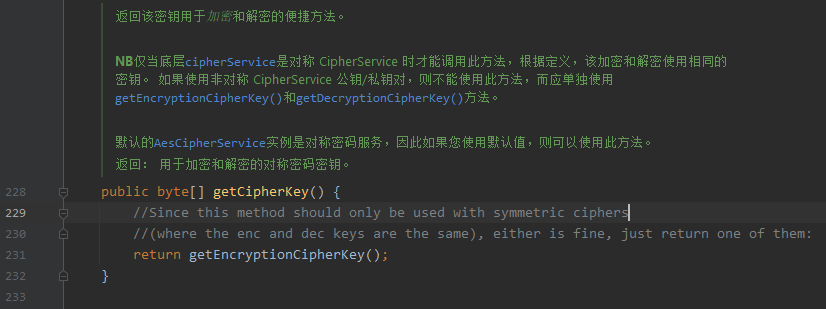 返回该密钥用于加密和解密的便捷方法。
NB仅当底层cipherService是对称 CipherService 时才能调用此方法，根据定义，该加密和解密使用相同的
密钥。 如果使用非对称 CipherService 公钥/私钥对，则不能使用此方法，而应单独使用
getEncryptionCipherKey()和getDecryptionCipherKey()方法。
默认的AesCipherService实例是对称密码服务，因此如果您使用默认值，则可以使用此方法。
返回: 用于加密和解密的对称密码密钥。
228 public byte[] getCipherKey() {
229 //Since this method should only be used with symmetric ciphers
230 //(where the enc and dec keys are the same), either is fine, just return one of them:
231 return getEncryptionCipherKey();
232 }
233